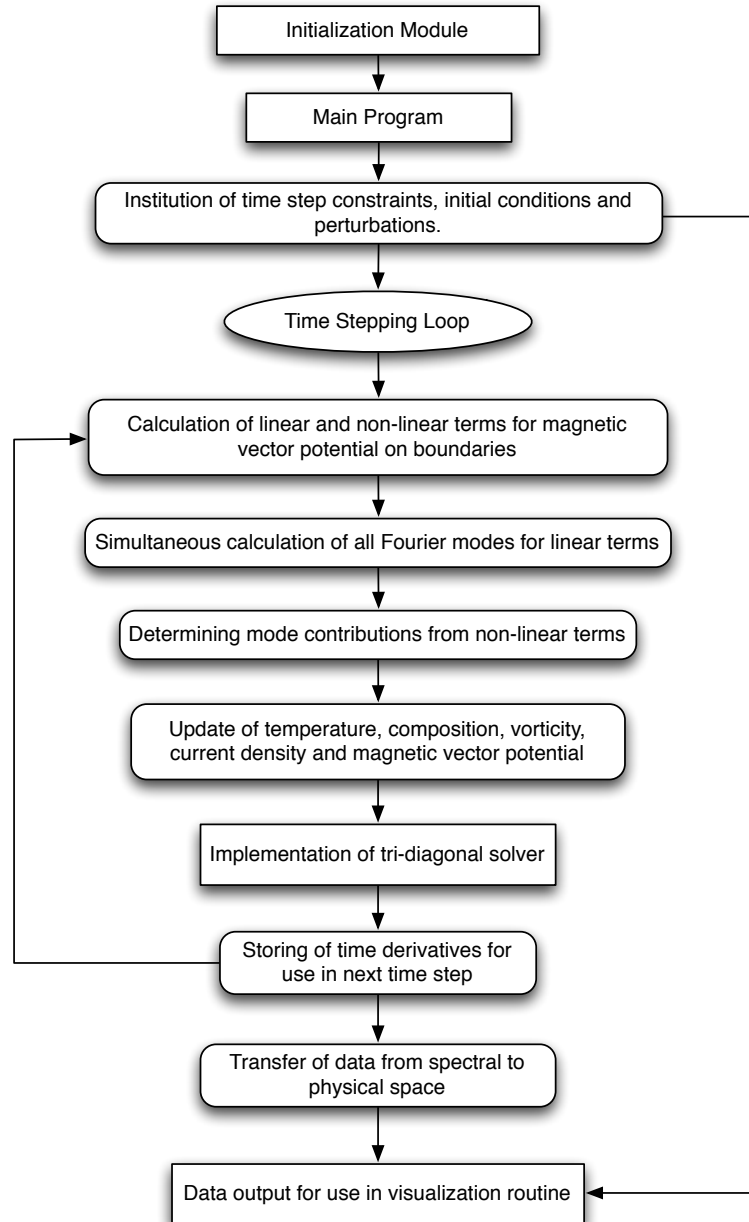 Initialization Module
Main Program
Institution of time step constraints, initial conditions and
perturbations.
Time Stepping Loop
Calculation of linear and non-linear terms for magnetic
vector potential on boundaries
Simultaneous calculation of all Fourier modes for linear terms
Determining mode contributions from non-linear terms
Update of temperature, composition, vorticity,
current density and magnetic vector potential
Implementation of tri-diagonal solver
Storing of time derivatives for
use in next time step
Transfer of data from spectral to
physical space
Data output for use in visualization routine